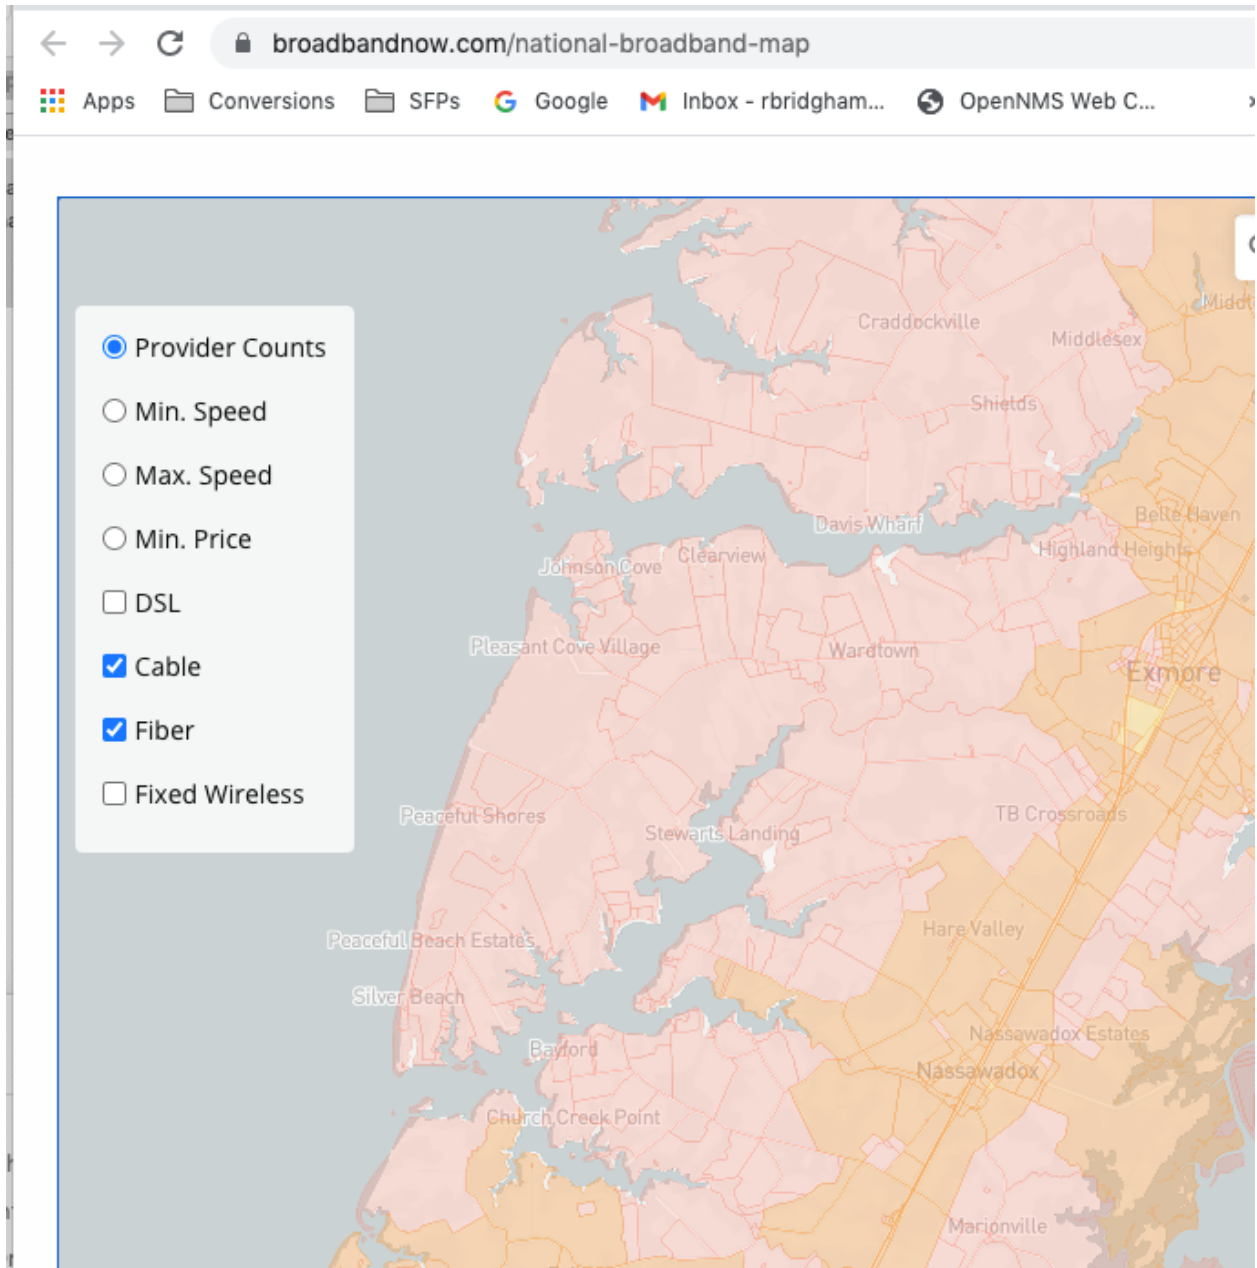 broadbandnow.com/national-broadband-map
Apps Conversions SFPs Google Inbox - rbridgham... OpenNMS Web C...
Provider Counts
Min. Speed
Max. Speed
Min. Price
DSL
Cable
Fiber
Fixed Wireless
Craddockville
Middlesex
Shields
Belle Haven
Davis Wharf
Highland Heights
Clearview
Johnson Cove
Pleasant Cove Village
Wardtown
Exmore
Peaceful Shores
TB Crossroads
Stewarts Landing
Hare Valley
Peaceful Beach Estates
Silver Beach
Nassawadox Estates
Bayford
Nassawadox
Church Creek Point
Marionville